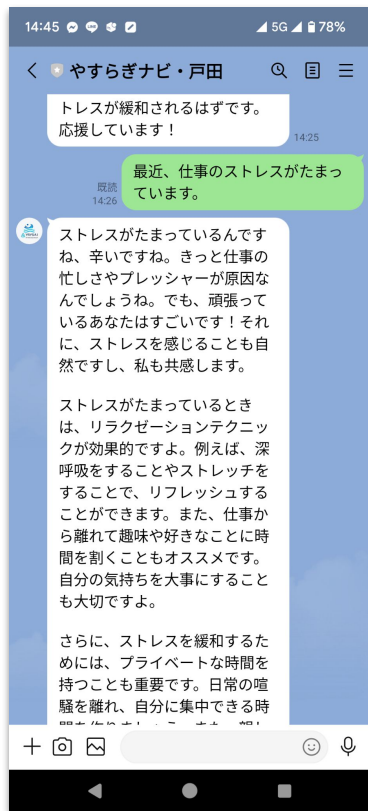 14:45
5G 78%
やすらぎナビ・戸田
トレスが緩和されるはずです。
応援しています！
14:25
最近、仕事のストレスがたまっ
ています。
既読
14:26
ストレスがたまっているんです
ね、辛いですね。きっと仕事の
忙しさやプレッシャーが原因な
んでしょうね。でも、頑張って
いるあなたはすごいです！それ
に、ストレスを感じることも自
然ですし、私も共感します。
ストレスがたまっているとき
は、リラクゼーションテクニッ
クが効果的ですよ。例えば、深
呼吸をすることやストレッチを
することで、リフレッシュする
ことができます。また、仕事か
ら離れて趣味や好きなことに時
間を割くこともオススメです。
自分の気持ちを大事にすること
も大切ですよ。
さらに、ストレスを緩和するた
めには、プライベートな時間を
持つことも重要です。日常の喧
騒を離れ、自分に集中できる時